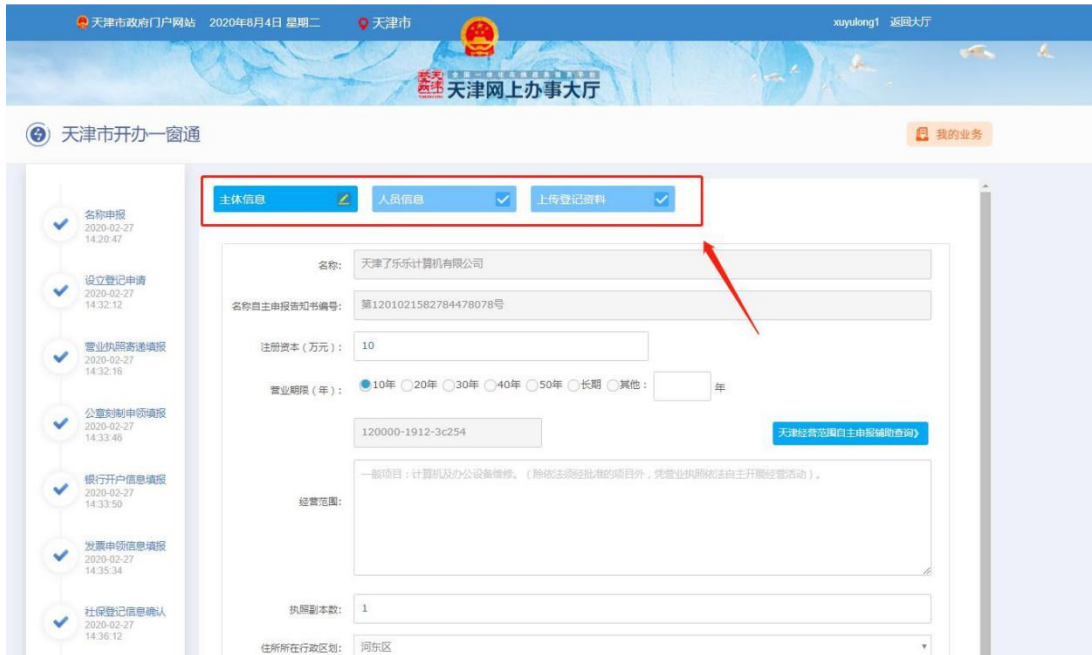 天津市政府门户网站 2020年8月4日 星期二 天津市 xuyulong1 返回大厅
天津网上办事大厅
天津市开办一窗通 我的业务
主体信息 人员信息 上传登记资料
名称申报
2020-02-27
14:20:47
设立登记申请
2020-02-27
14:32:12
营业执照寄递填报
2020-02-27
14:32:16
公章刻制申领填报
2020-02-27
14:33:46
银行开户信息填报
2020-02-27
14:33:50
发票申领信息填报
2020-02-27
14:35:34
社保登记信息确认
2020-02-27
14:36:12
名称: 天津了乐乐计算机有限公司
名称自主申报告知书编号: 第1201021582784478078号
注册资本(万元): 10
营业期限(年): 10年 20年 30年 40年 50年 长期 其他: 年
120000-1912-3c254 天津经营范围自主申报辅助查询》
经营范围: 一般项目:计算机及办公设备维修。(除依法须经批准的项目外,凭营业执照依法自主开展经营活动)。
执照副本数: 1
住所所在行政区划: 河东区